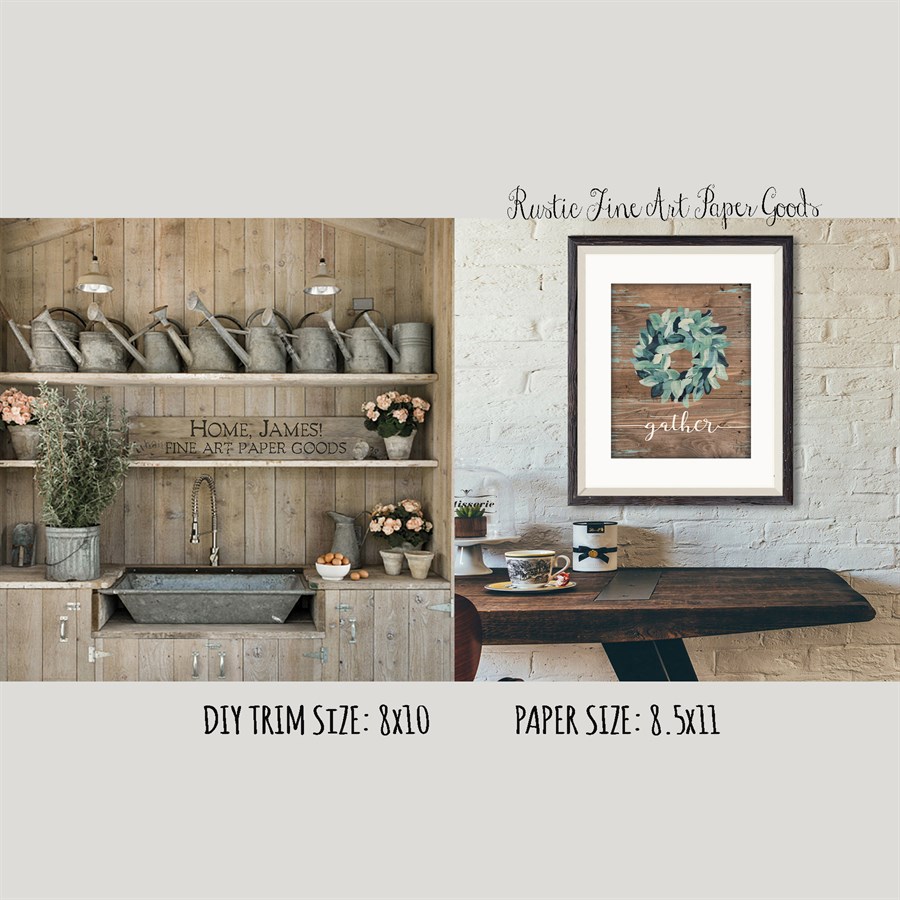 Rustic Fine Art Paper Goods
HOME, JAMES!
FINE ART PAPER GOODS
gather
DIY TRIM SIZE: 8x10
PAPER SIZE: 8.5x11